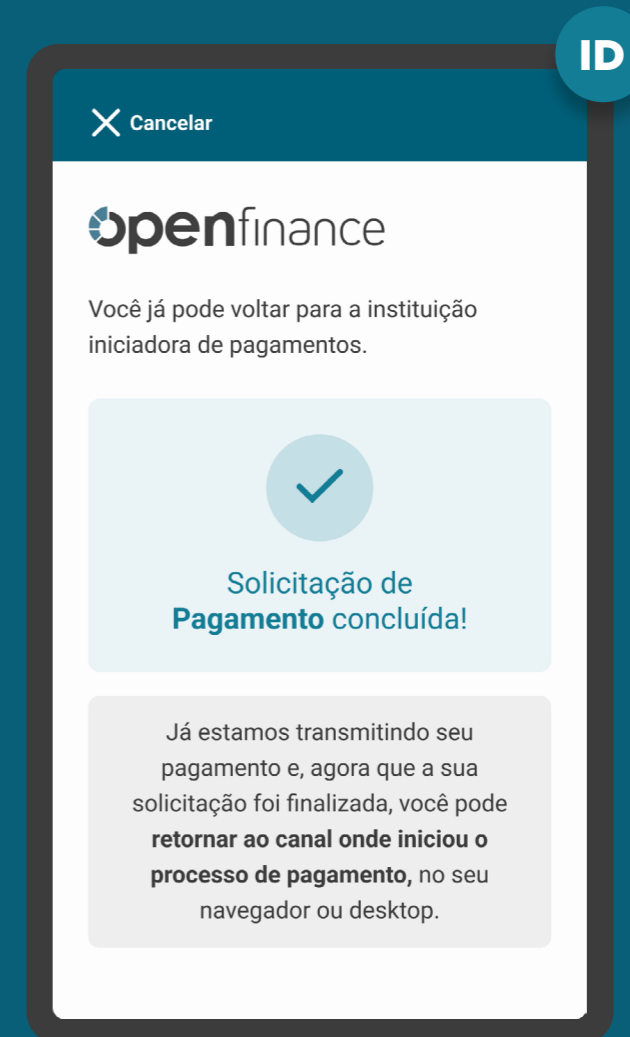 ID
Cancelar
openfinance
Você já pode voltar para a instituição
iniciadora de pagamentos.
Solicitação de
Pagamento concluída!
Já estamos transmitindo seu
pagamento e, agora que a sua
solicitação foi finalizada, você pode
retornar ao canal onde iniciou o
processo de pagamento, no seu
navegador ou desktop.